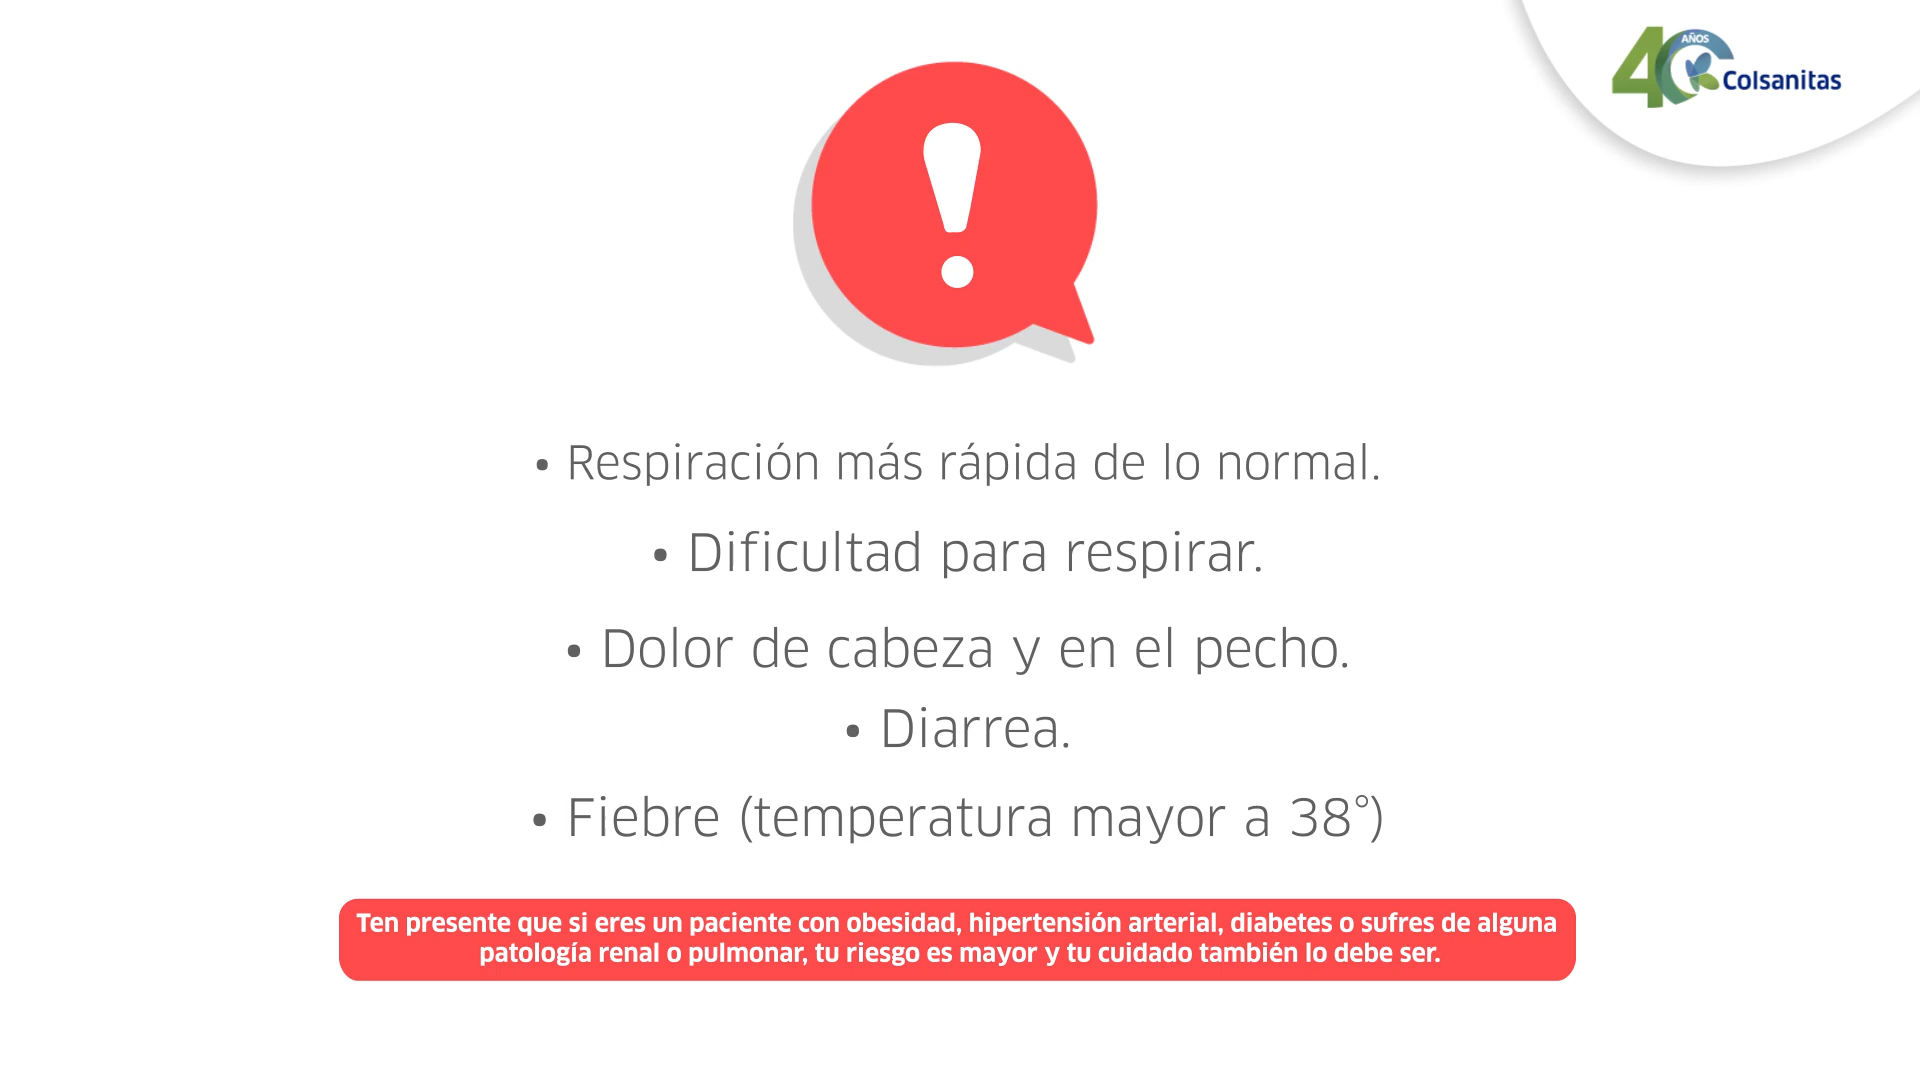 40 AÑOS Colsanitas
• Respiración más rápida de lo normal.
• Dificultad para respirar.
• Dolor de cabeza y en el pecho.
• Diarrea.
• Fiebre (temperatura mayor a 38°)
Ten presente que si eres un paciente con obesidad, hipertensión arterial, diabetes o sufres de alguna
patología renal o pulmonar, tu riesgo es mayor y tu cuidado también lo debe ser.